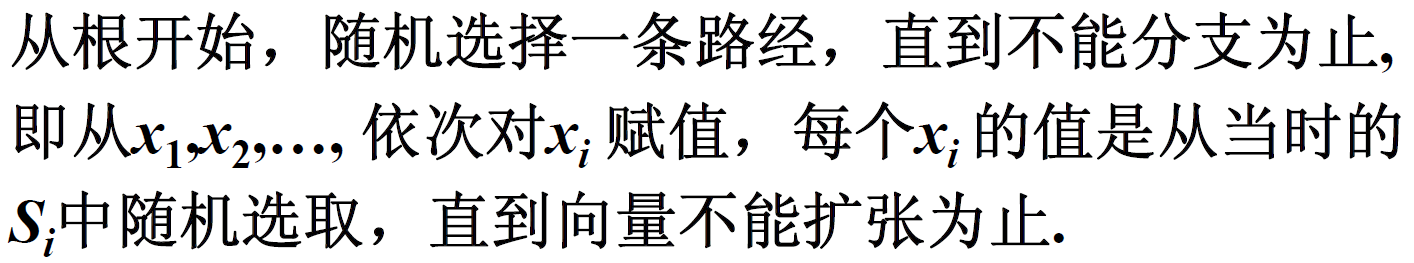 从根开始，随机选择一条路经，直到不能分支为止,
即从x₁,x₂,…, 依次对xᵢ 赋值，每个xᵢ 的值是从当时的
Sᵢ中随机选取，直到向量不能扩张为止.